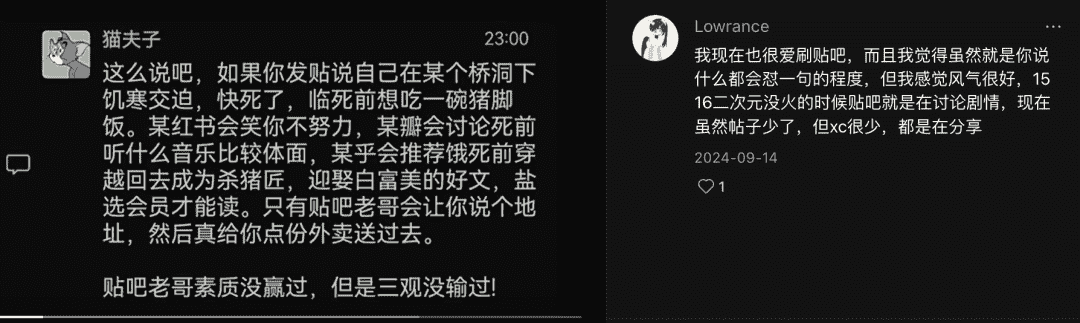 猫夫子
23:00
这么说吧，如果你发贴说自己在某个桥洞下
饥寒交迫，快死了，临死前想吃一碗猪脚
饭。某红书会笑你不努力，某瓣会讨论死前
听什么音乐比较体面，某乎会推荐饿死前穿
越回去成为杀猪匠，迎娶白富美的好文，盐
选会员才能读。只有贴吧老哥会让你说个地
址，然后真给你点份外卖送过去。
贴吧老哥素质没赢过，但是三观没输过!
Lowrance
我现在也很爱刷贴吧，而且我觉得虽然就是你说
什么都会怼一句的程度，但我感觉风气很好，15
16二次元没火的时候贴吧就是在讨论剧情，现在
虽然帖子少了，但xc很少，都是在分享
2024-09-14
1